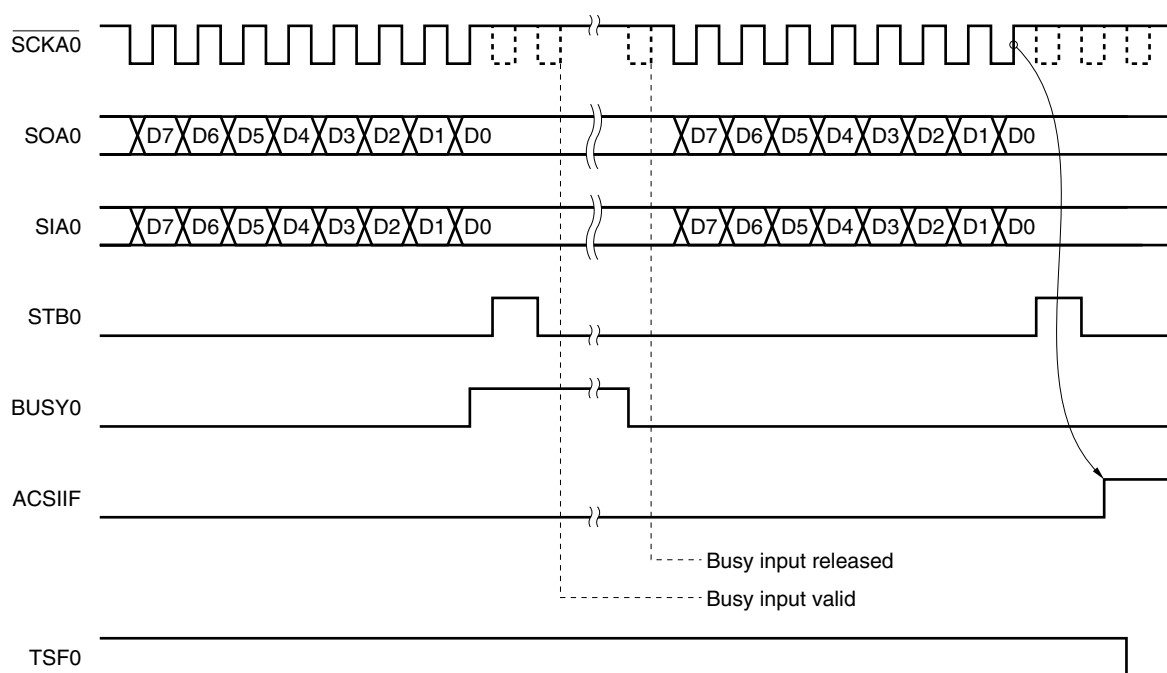 SCKA0
SOA0 D7 D6 D5 D4 D3 D2 D1 D0 D7 D6 D5 D4 D3 D2 D1 D0
SIA0 D7 D6 D5 D4 D3 D2 D1 D0 D7 D6 D5 D4 D3 D2 D1 D0
STB0
BUSY0
ACSIIF
Busy input released
Busy input valid
TSF0